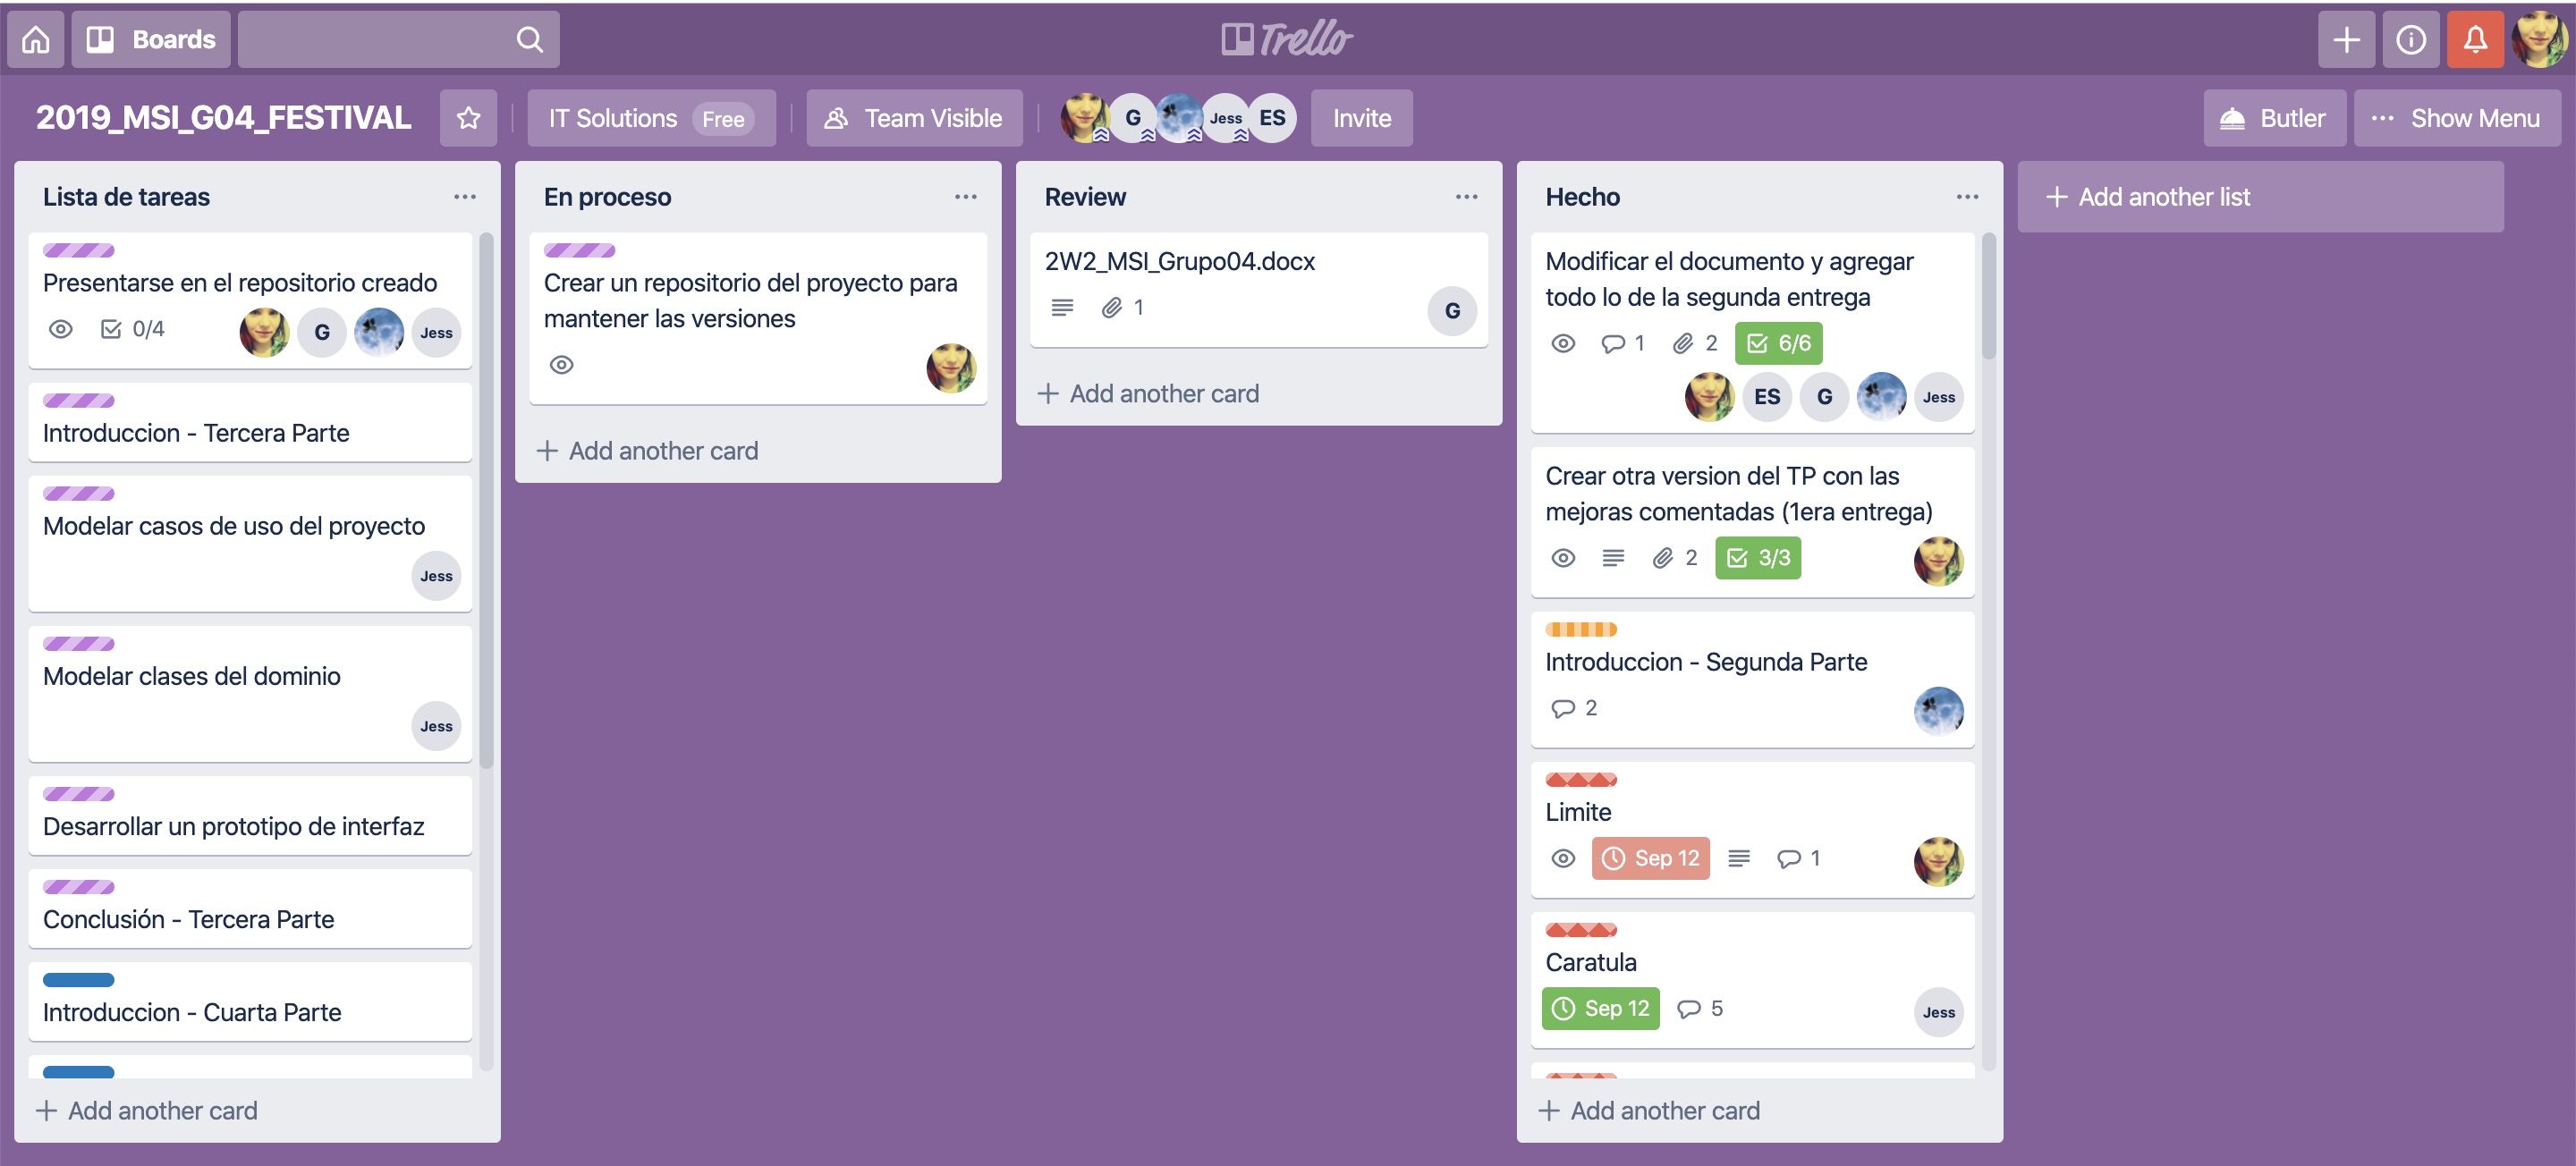 Boards
Trello
2019_MSI_G04_FESTIVAL
IT Solutions Free
Team Visible
G
Jess
ES
Invite
Butler
Show Menu
Lista de tareas
Presentarse en el repositorio creado
0/4
G
Jess
Introduccion - Tercera Parte
Modelar casos de uso del proyecto
Jess
Modelar clases del dominio
Jess
Desarrollar un prototipo de interfaz
Conclusión - Tercera Parte
Introduccion - Cuarta Parte
+ Add another card
En proceso
Crear un repositorio del proyecto para
mantener las versiones
+ Add another card
Review
2W2_MSI_Grupo04.docx
1
G
+ Add another card
Hecho
Modificar el documento y agregar
todo lo de la segunda entrega
1 2 6/6
ES G Jess
Crear otra version del TP con las
mejoras comentadas (1era entrega)
2 3/3
Introduccion - Segunda Parte
2
Limite
Sep 12 1
Caratula
Sep 12 5
Jess
+ Add another card
+ Add another list